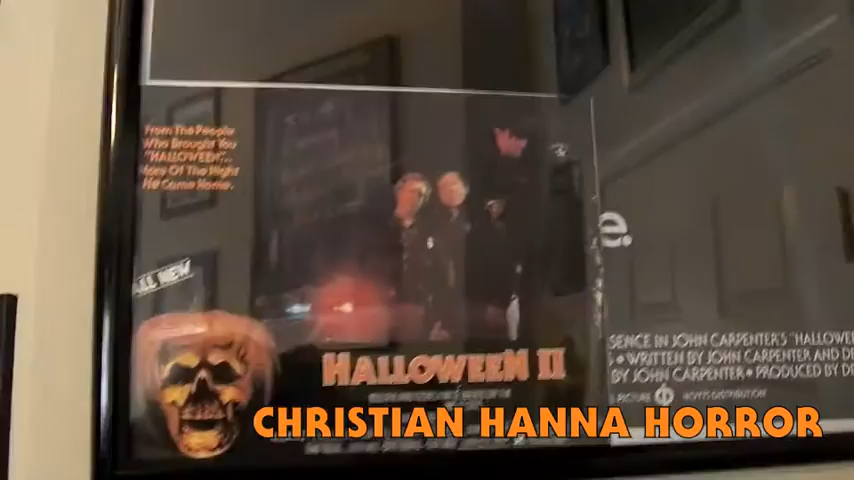 From The People
Who Brought You
"HALLOWEEN"...
More Of The Night
He Came Home.
ALL NEW
e.
HALLOWEEN II
SENCE IN JOHN CARPENTER'S "HALLOWE
WRITTEN BY JOHN CARPENTER AND DE
BY JOHN CARPENTER • PRODUCED BY D
CHRISTIAN HANNA HORROR